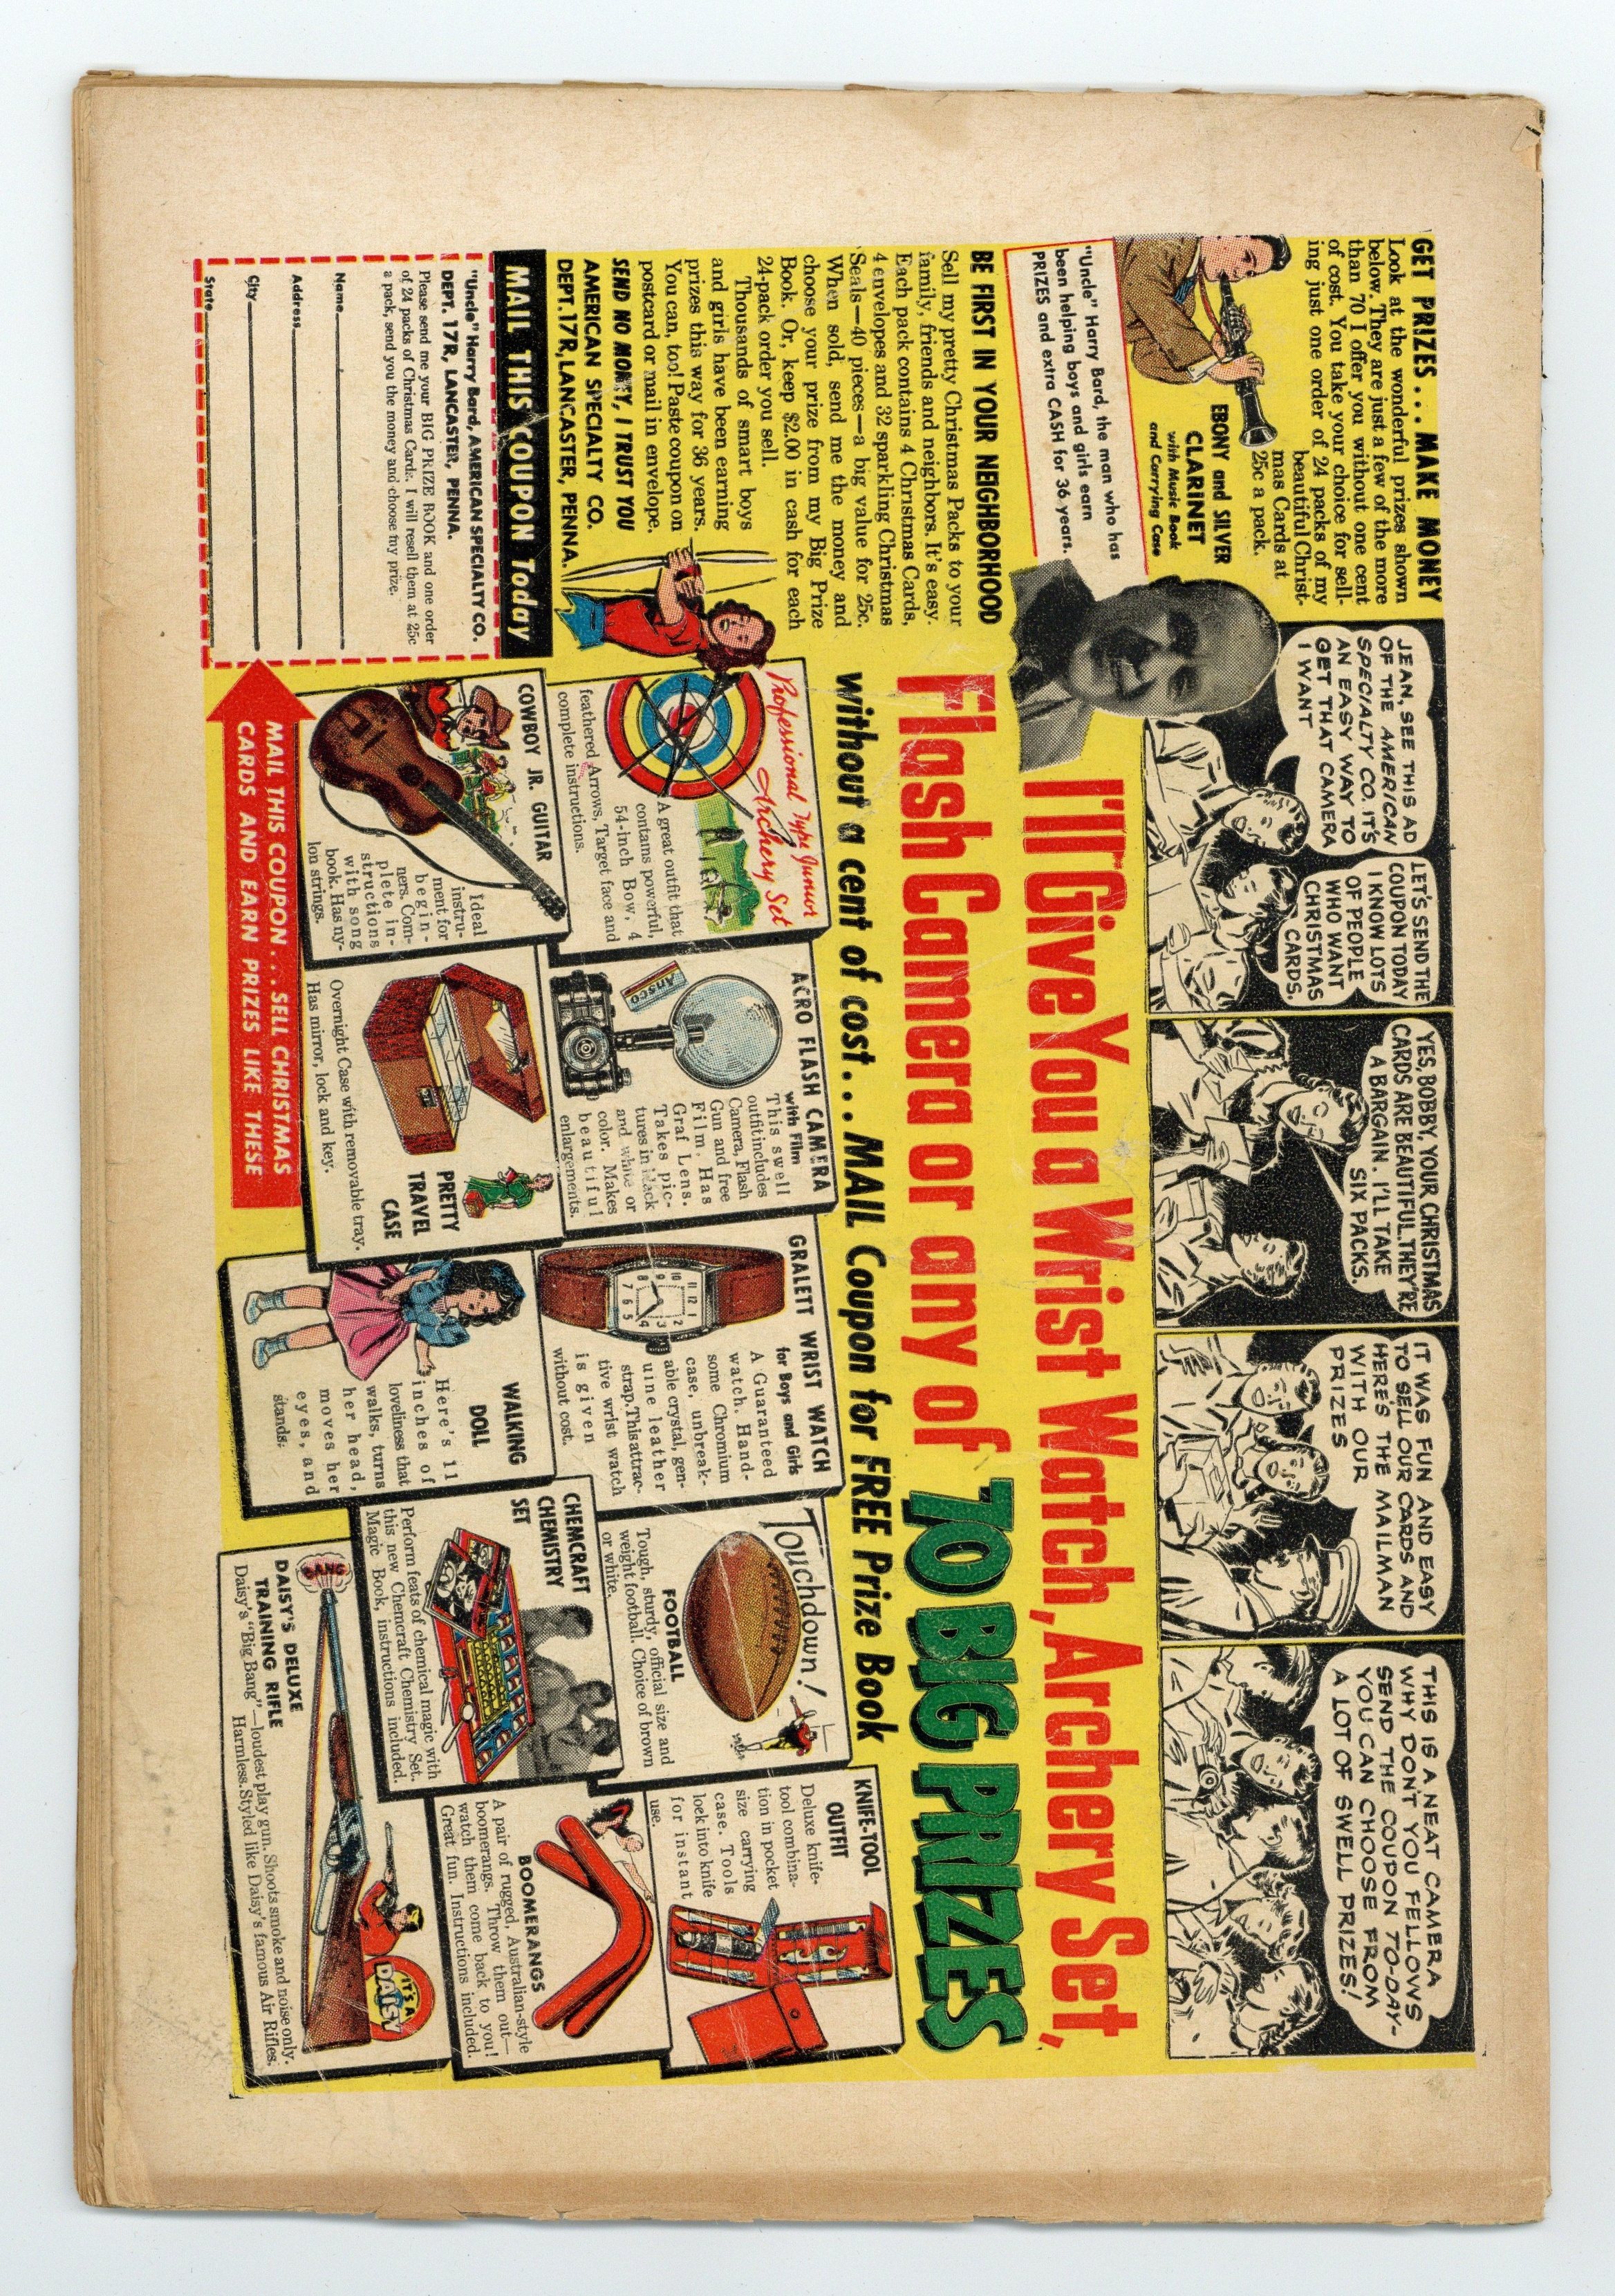 JEAN, SEE THIS AD
OF THE AMERICAN
SPECIALTY CO. IT'S
AN EASY WAY TO
GET THAT CAMERA
I WANT
LET'S SEND THE
COUPON TODAY
I KNOW LOTS
OF PEOPLE
WHO WANT
CHRISTMAS
CARDS.
YES, BOBBY, YOUR CHRISTMAS
CARDS ARE BEAUTIFUL. THEY'RE
A BARGAIN. I'LL TAKE
SIX PACKS.
IT WAS FUN AND EASY
TO SELL OUR CARDS AND
HERE'S THE MAILMAN
WITH OUR
PRIZES
THIS IS A NEAT CAMERA
WHY DON'T YOU FELLOWS
SEND THE COUPON TO-DAY-
YOU CAN CHOOSE FROM
A LOT OF SWELL PRIZES!
GET PRIZES... MAKE MONEY
Look at the wonderful prizes shown
below. They are just a few of the more
than 70 I offer you without one cent
of cost. You take your choice for sell-
ing just one order of 24 packs of my
beautiful Christ-
mas Cards at
25c a pack.
EBONY and SILVER
CLARINET
with Music Book
and Carrying Case
"Uncle" Harry Bard, the man who has
been helping boys and girls earn
PRIZES and extra CASH for 36 years.
I'll Give You a Wrist Watch, Archery Set,
Flash Camera or any of 70 BIG PRIZES
without a cent of cost... MAIL Coupon for FREE Prize Book
BE FIRST IN YOUR NEIGHBORHOOD
Sell my pretty Christmas Packs to your
family, friends and neighbors. It's easy.
Each pack contains 4 Christmas Cards,
4 envelopes and 32 sparkling Christmas
Seals—40 pieces—a big value for 25c.
When sold, send me the money and
choose your prize from my Big Prize
Book. Or, keep $2.00 in cash for each
24-pack order you sell.
Thousands of smart boys
and girls have been earning
prizes this way for 36 years.
You can, too! Paste coupon on
postcard or mail in envelope.
SEND NO MONEY, I TRUST YOU
AMERICAN SPECIALTY CO.
DEPT. 17R, LANCASTER, PENNA.
MAIL THIS COUPON Today
"Uncle" Harry Bard, AMERICAN SPECIALTY CO.
DEPT. 17R, LANCASTER, PENNA.
Please send me your BIG PRIZE BOOK and one order
of 24 packs of Christmas Cards. I will resell them at 25c
a pack, send you the money and choose my prize.
Name
Address
City
State
Professional Type Junior
Archery Set
A great outfit that
contains powerful,
54-inch Bow, 4
feathered Arrows, Target face and
complete instructions.
ACRO FLASH CAMERA
with Film
Ansco
This swell
outfit includes
Camera, Flash
Gun and free
Film. Has
Graf Lens.
Takes pic-
tures in black
and white or
color. Makes
beautiful
enlargements.
GRALETT WRIST WATCH
for Boys and Girls
A Guaranteed
watch. Hand-
some Chromium
case, unbreak-
able crystal, gen-
uine leather
strap. This attrac-
tive wrist watch
is given
without cost.
Touchdown!
FOOTBALL
Tough, sturdy, official size and
weight football. Choice of brown
or white.
KNIFE-TOOL
OUTFIT
Deluxe knife-
tool combina-
tion in pocket
size carrying
case. Tools
lock into knife
for instant
use.
COWBOY JR. GUITAR
Ideal
instru-
ment for
begin-
ners. Com-
plete in-
structions
with song
book. Has ny-
lon strings.
PRETTY
TRAVEL
CASE
Overnight Case with removable tray.
Has mirror, lock and key.
WALKING
DOLL
Here's 11
inches of
loveliness that
walks, turns
her head,
moves her
eyes, and
stands.
CHEMCRAFT
CHEMISTRY
SET
Perform feats of chemical magic with
this new Chemcraft Chemistry Set.
Magic Book, instructions included.
BOOMERANGS
A pair of rugged, Australian-style
boomerangs. Throw them out—
watch them come back to you!
Great fun. Instructions included.
BANG
IT'S A
DAISY
DAISY'S DELUXE
TRAINING RIFLE
Daisy's "Big Bang"—loudest play gun. Shoots smoke and noise only.
Harmless. Styled like Daisy's famous Air Rifles.
MAIL THIS COUPON... SELL CHRISTMAS
CARDS AND EARN PRIZES LIKE THESE